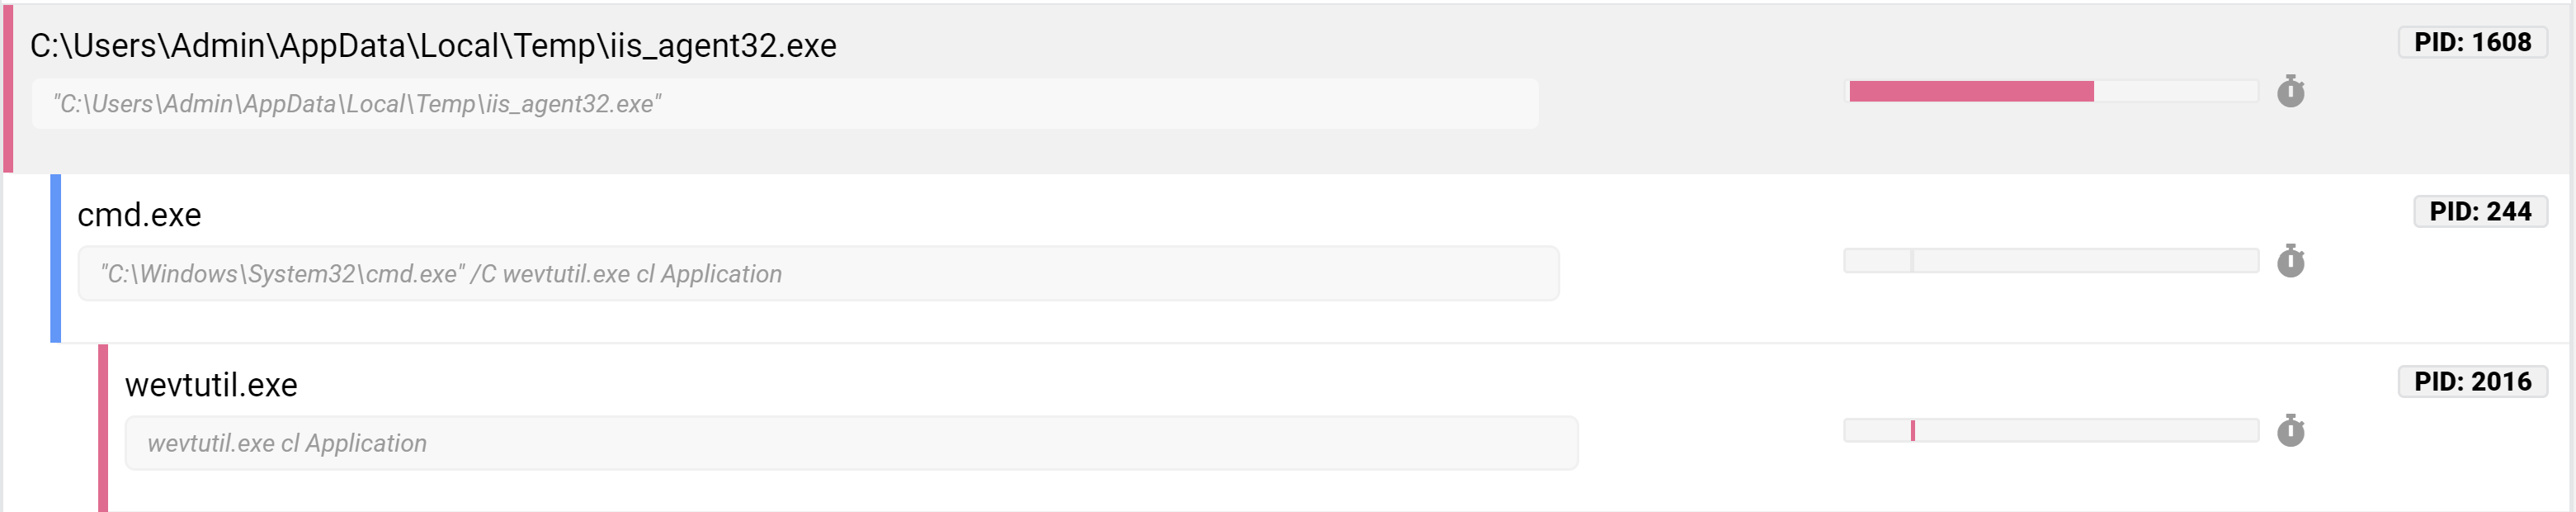 C:\Users\Admin\AppData\Local\Temp\iis_agent32.exe
PID: 1608
"C:\Users\Admin\AppData\Local\Temp\iis_agent32.exe"
cmd.exe
PID: 244
"C:\Windows\System32\cmd.exe" /C wevtutil.exe cl Application
wevtutil.exe
PID: 2016
wevtutil.exe cl Application